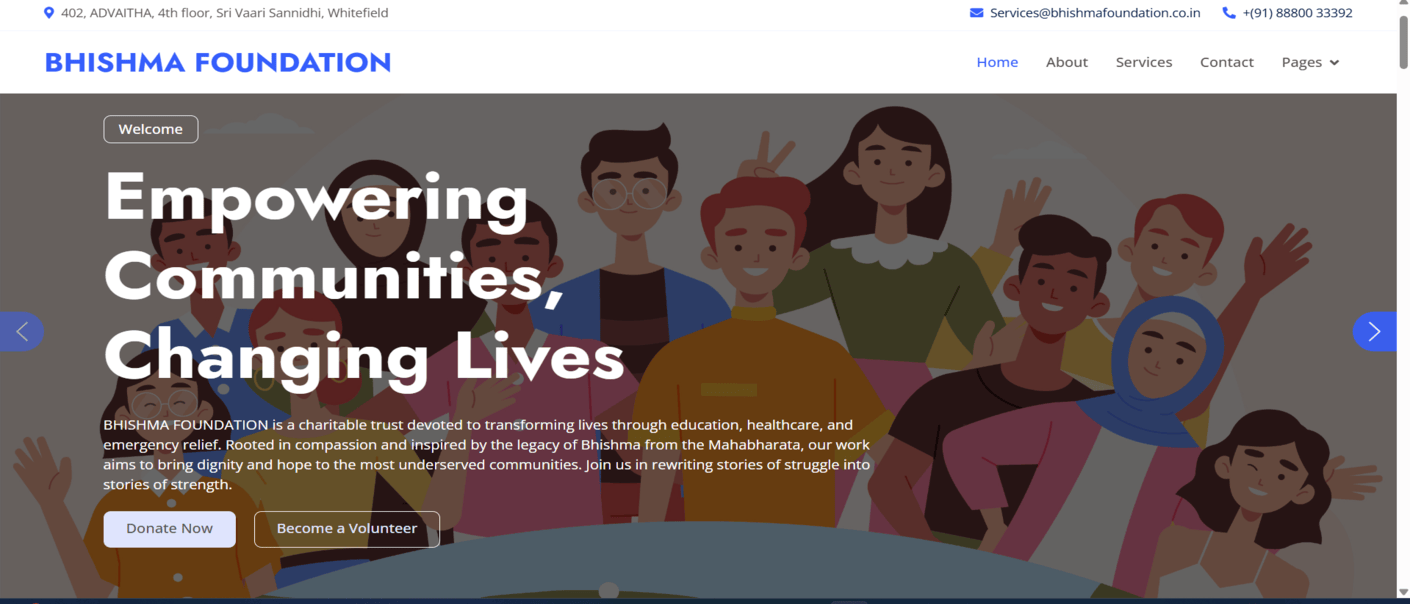 402, ADVAITHA, 4th floor, Sri Vaari Sannidhi, Whitefield
Services@bhishmafoundation.co.in
+(91) 88800 33392
BHISHMA FOUNDATION
Home
About
Services
Contact
Pages
Welcome
Empowering
Communities,
Changing Lives
BHISHMA FOUNDATION is a charitable trust devoted to transforming lives through education, healthcare, and
emergency relief. Rooted in compassion and inspired by the legacy of Bhishma from the Mahabharata, our work
aims to bring dignity and hope to the most underserved communities. Join us in rewriting stories of struggle into
stories of strength.
Donate Now
Become a Volunteer